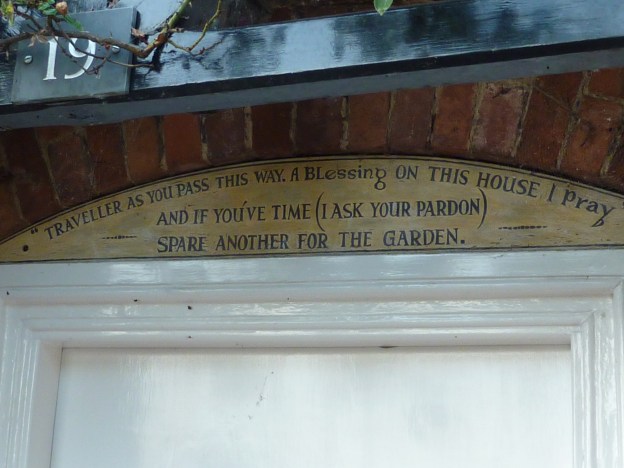 19
“TRAVELLER AS YOU PASS THIS WAY. A BLessing ON THIS HOUSE I pray
AND IF YOU'VE TIME (I ASK YOUR PARDON)
SPARE ANOTHER FOR THE GARDEN.